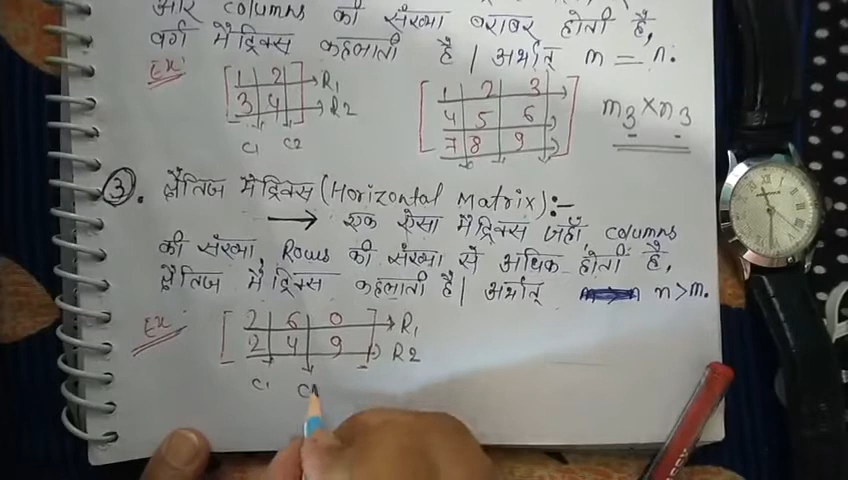 और columns की संख्या बराबर होती है,
वर्ग मैट्रिक्स कहलाती है | अर्थात् m = n.
Ex:
1 2 → R1
3 4 → R2
C1 C2
1 2 3
4 5 6
7 8 9
m3 × n3
3. क्षैतिज मैट्रिक्स (Horizontal Matrix):-
→ एक ऐसा मैट्रिक्स जहाँ columns
की संख्या, Rows की संख्या से अधिक होती है,
क्षैतिज मैट्रिक्स कहलाती है | अर्थात् n > m.
Ex:
2 6 0 → R1
2 4 9 → R2
C1 C